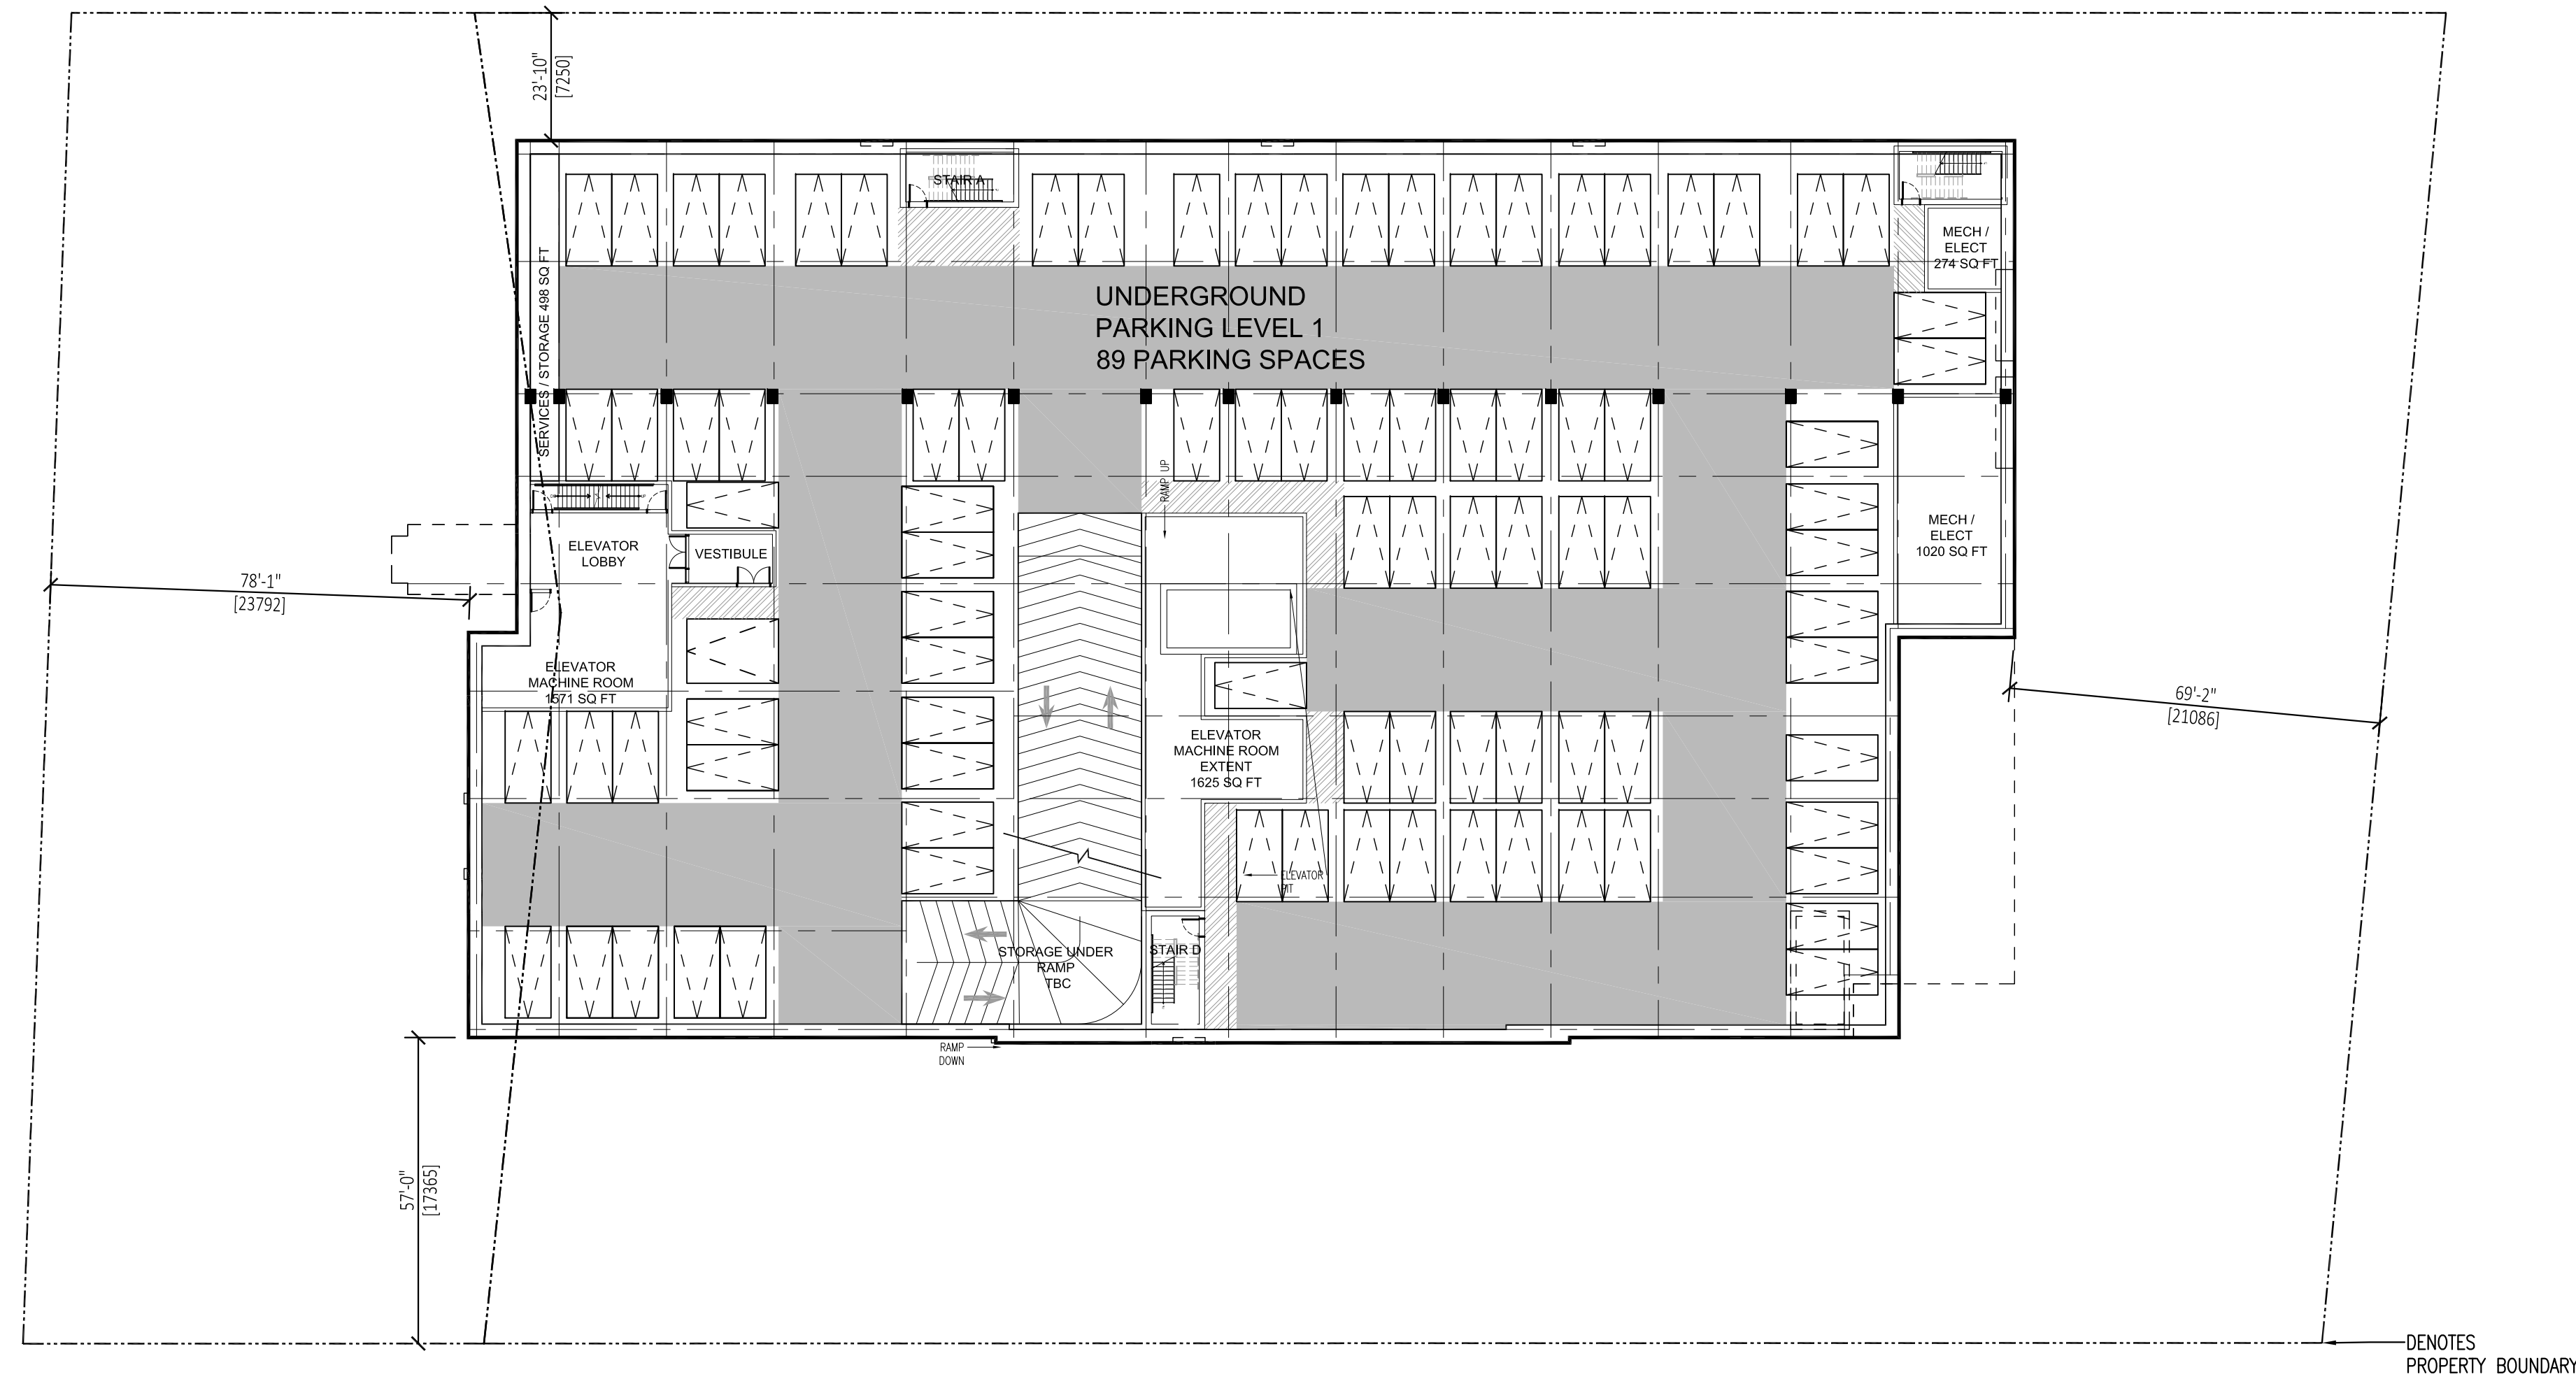 23'-10"
[7250]
STAIR A
MECH /
ELECT
274 SQ FT
SERVICES / STORAGE 498 SQ FT
UNDERGROUND
PARKING LEVEL 1
89 PARKING SPACES
RAMP UP
ELEVATOR
LOBBY
VESTIBULE
MECH /
ELECT
1020 SQ FT
78'-1"
[23792]
ELEVATOR
MACHINE ROOM
1571 SQ FT
69'-2"
[21086]
ELEVATOR
MACHINE ROOM
EXTENT
1625 SQ FT
ELEVATOR
PIT
STORAGE UNDER
RAMP
TBC
STAIR D
RAMP
DOWN
57'-0"
[17365]
DENOTES
PROPERTY BOUNDARY